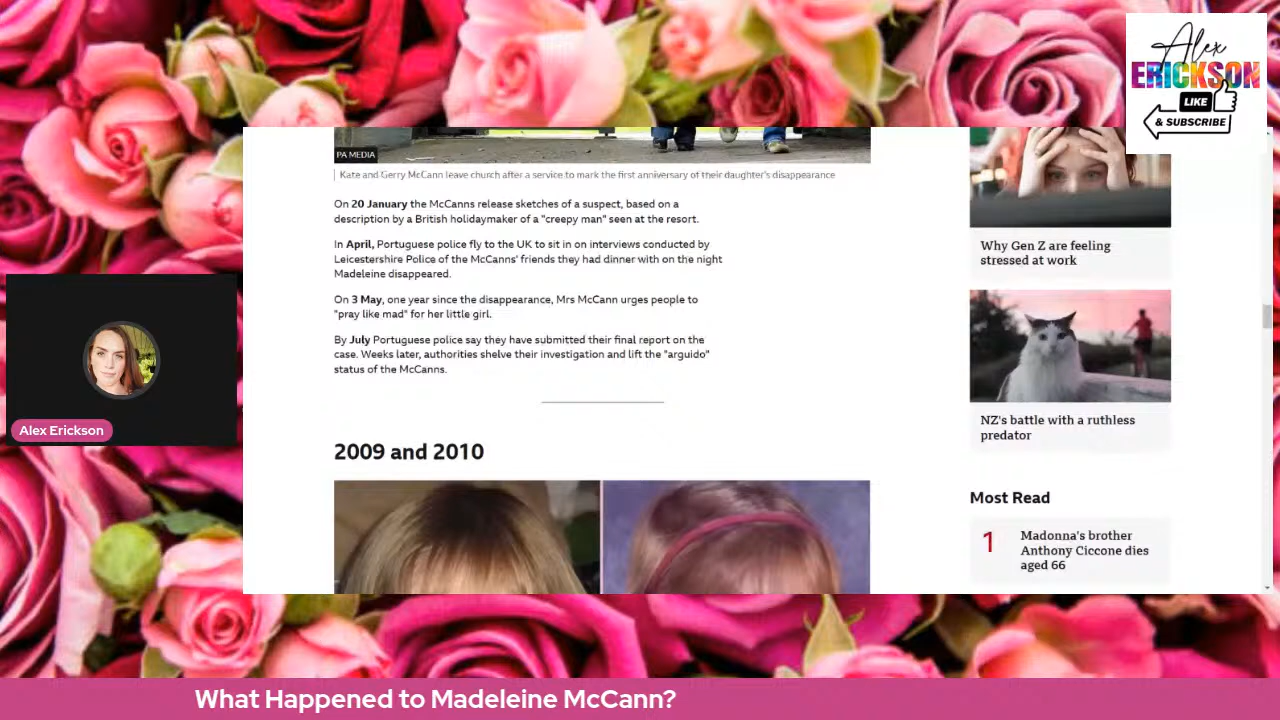 Alex
ERICKSON
LIKE
& SUBSCRIBE
PA MEDIA
Kate and Gerry McCann leave church after a service to mark the first anniversary of their daughter's disappearance
On 20 January the McCanns release sketches of a suspect, based on a
description by a British holidaymaker of a "creepy man" seen at the resort.
In April, Portuguese police fly to the UK to sit in on interviews conducted by
Leicestershire Police of the McCanns' friends they had dinner with on the night
Madeleine disappeared.
On 3 May, one year since the disappearance, Mrs McCann urges people to
"pray like mad" for her little girl.
By July Portuguese police say they have submitted their final report on the
case. Weeks later, authorities shelve their investigation and lift the "arguido"
status of the McCanns.
2009 and 2010
Why Gen Z are feeling
stressed at work
NZ's battle with a ruthless
predator
Most Read
1
Madonna's brother
Anthony Ciccone dies
aged 66
Alex Erickson
What Happened to Madeleine McCann?